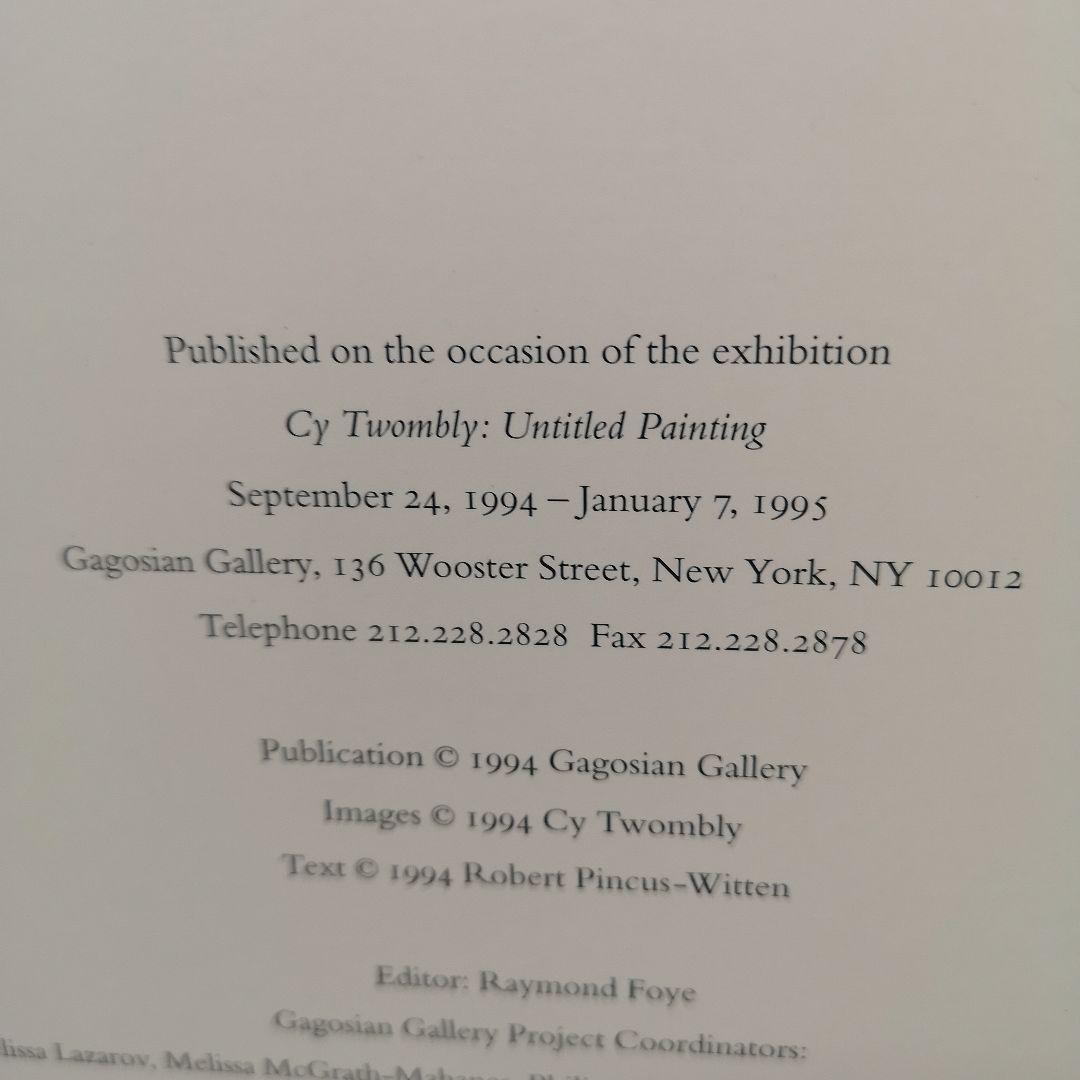 Published on the occasion of the exhibition
Cy Twombly: Untitled Painting
September 24, 1994 – January 7, 1995
Gagosian Gallery, 136 Wooster Street, New York, NY 10012
Telephone 212.228.2828 Fax 212.228.2878
Publication © 1994 Gagosian Gallery
Images © 1994 Cy Twombly
Text © 1994 Robert Pincus-Witten
Editor: Raymond Foye
Gagosian Gallery Project Coordinators:
Lazarov, Melissa